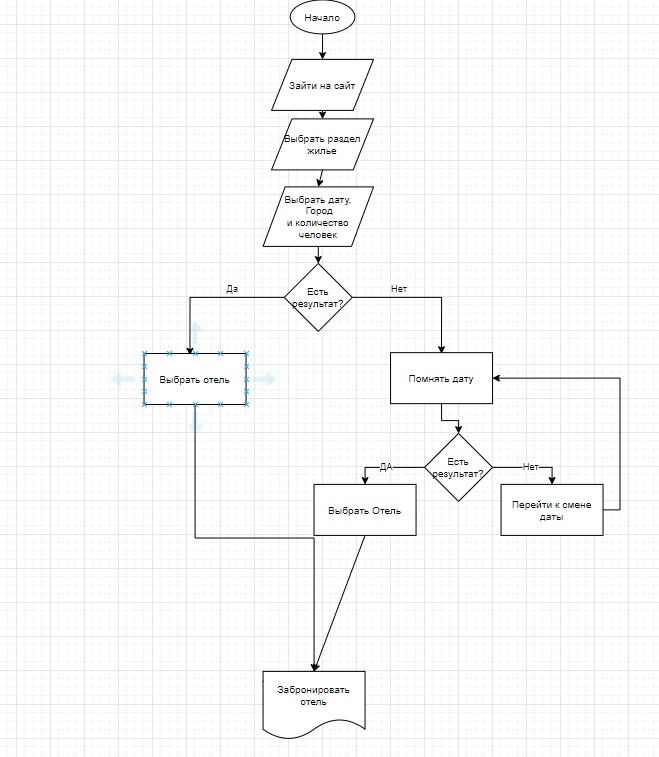 Начало
Зайти на сайт
Выбрать раздел
жилье
Выбрать дату,
Город
и количество
человек
Есть
результат?
Да
Нет
Выбрать отель
Помнять дату
Есть
результат?
ДА
Нет
Выбрать Отель
Перейти к смене
даты
Забронировать
отель